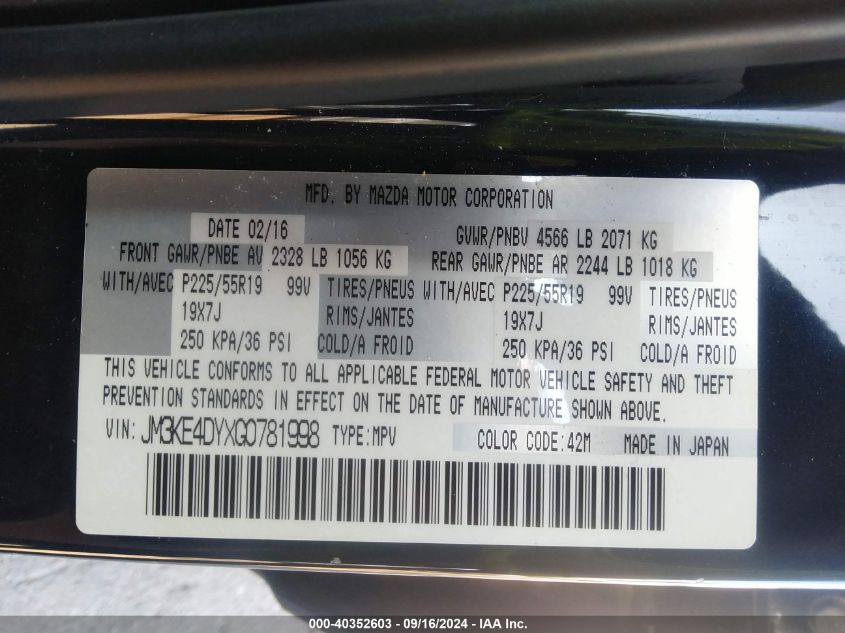 MFD. BY MAZDA MOTOR CORPORATION
DATE 02/16 GVWR/PNBV 4566 LB 2071 KG
FRONT GAWR/PNBE AV 2328 LB 1056 KG REAR GAWR/PNBE AR 2244 LB 1018 KG
WITH/AVEC P225/55R19 99V TIRES/PNEUS WITH/AVEC P225/55R19 99V TIRES/PNEUS
19X7J RIMS/JANTES 19X7J RIMS/JANTES
250 KPA/36 PSI COLD/A FROID 250 KPA/36 PSI COLD/A FROID
THIS VEHICLE CONFORMS TO ALL APPLICABLE FEDERAL MOTOR VEHICLE SAFETY AND THEFT
PREVENTION STANDARDS IN EFFECT ON THE DATE OF MANUFACTURE SHOWN ABOVE.
VIN: JM3KE4DYXG0781998 TYPE: MPV COLOR CODE: 42M MADE IN JAPAN
000-40352603 - 09/16/2024 - IAA Inc.